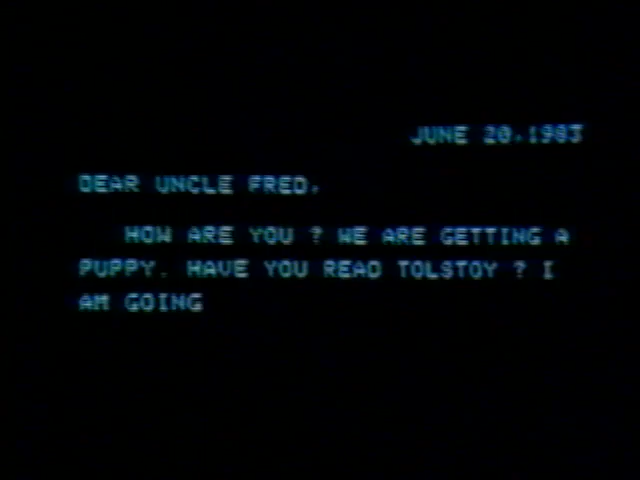 JUNE 20,1983
DEAR UNCLE FRED,
HOW ARE YOU ? WE ARE GETTING A
PUPPY. HAVE YOU READ TOLSTOY ? I
AM GOING